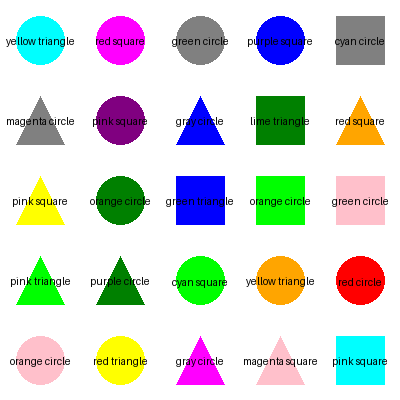 yellow triangle red square green circle purple square cyan circle
magenta circle pink square gray circle lime triangle red square
pink square orange circle green triangle orange circle green circle
pink triangle purple circle cyan square yellow triangle red circle
orange circle red triangle gray circle magenta square pink square